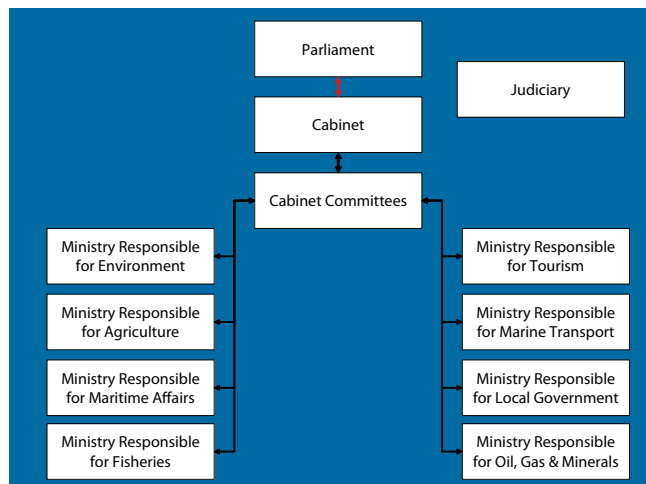 Parliament
Judiciary
Cabinet
Cabinet Committees
Ministry Responsible
for Environment
Ministry Responsible
for Agriculture
Ministry Responsible
for Maritime Affairs
Ministry Responsible
for Fisheries
Ministry Responsible
for Tourism
Ministry Responsible
for Marine Transport
Ministry Responsible
for Local Government
Ministry Responsible
for Oil, Gas & Minerals